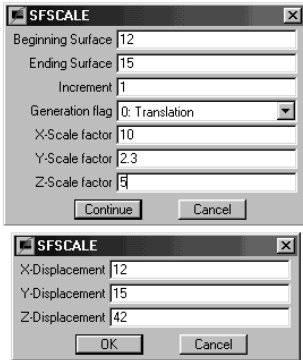 SFSCALE
Beginning Surface 12
Ending Surface 15
Increment 1
Generation flag 0: Translation
X-Scale factor 10
Y-Scale factor 2.3
Z-Scale factor 5
Continue Cancel
SFSCALE
X-Displacement 12
Y-Displacement 15
Z-Displacement 42
OK Cancel